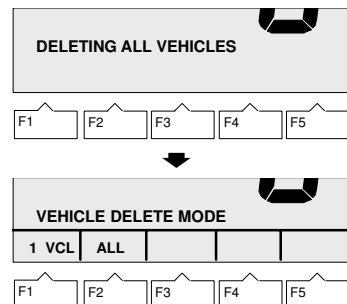 DELETING ALL VEHICLES
F1 F2 F3 F4 F5
VEHICLE DELETE MODE
1 VCL ALL
F1 F2 F3 F4 F5